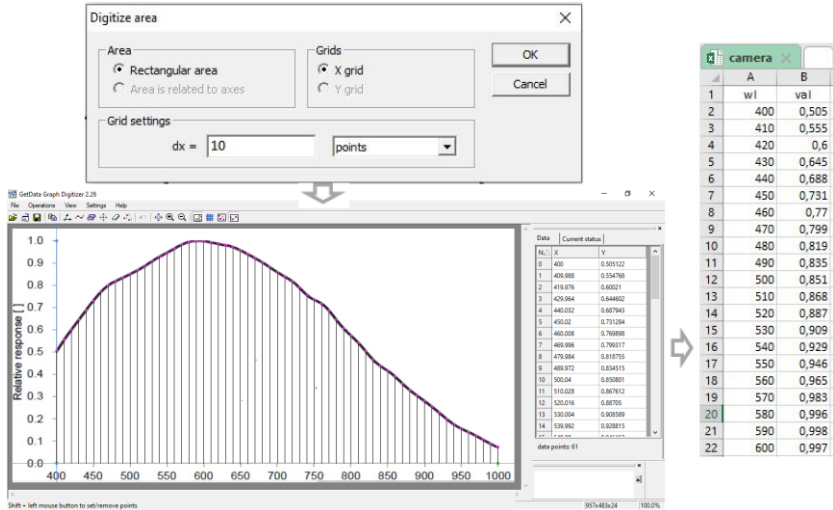 Digitize area
Area
Rectangular area
Area is related to axes
Grids
X grid
Y grid
OK
Cancel
Grid settings
dx = 10 points
GetData Graph Digitizer 2.26
File Operations View Settings Help
Relative response [ ]
1.0
0.9
0.8
0.7
0.6
0.5
0.4
0.3
0.2
0.1
0.0
400 450 500 550 600 650 700 750 800 850 900 950 1000
Data Current status
N. X Y
0 400 0.505122
1 409.988 0.554768
2 419.976 0.60021
3 429.964 0.644602
4 440.032 0.687943
5 450.02 0.731284
6 460.008 0.769898
7 469.996 0.799317
8 479.984 0.818755
9 489.972 0.834515
10 500.04 0.850801
11 510.028 0.867612
12 520.016 0.88705
13 530.004 0.908589
14 539.992 0.928815
data points: 61
Shift + left mouse button to set/remove points
957x483x24 100.0%
camera
A B
1 wl val
2 400 0,505
3 410 0,555
4 420 0,6
5 430 0,645
6 440 0,688
7 450 0,731
8 460 0,77
9 470 0,799
10 480 0,819
11 490 0,835
12 500 0,851
13 510 0,868
14 520 0,887
15 530 0,909
16 540 0,929
17 550 0,946
18 560 0,965
19 570 0,983
20 580 0,996
21 590 0,998
22 600 0,997